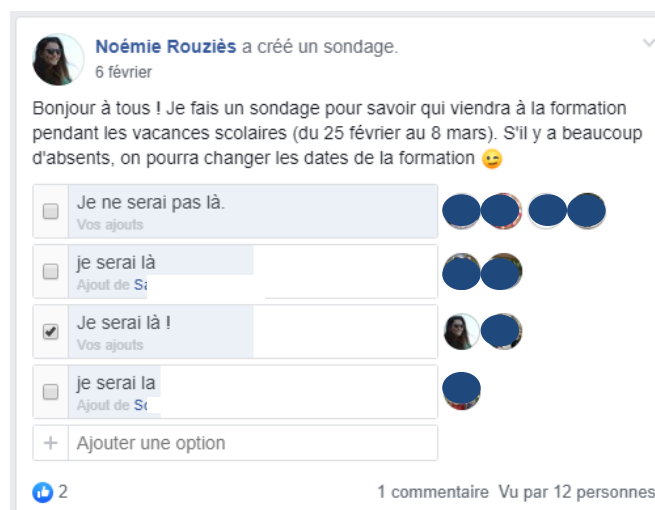 Noémie Rouziès a créé un sondage.
6 février
Bonjour à tous ! Je fais un sondage pour savoir qui viendra à la formation
pendant les vacances scolaires (du 25 février au 8 mars). S'il y a beaucoup
d'absents, on pourra changer les dates de la formation 😉
Je ne serai pas là.
Vos ajouts
je serai là
Ajout de
Je serai là !
Vos ajouts
je serai la
Ajout de
+ Ajouter une option
2
1 commentaire Vu par 12 personnes